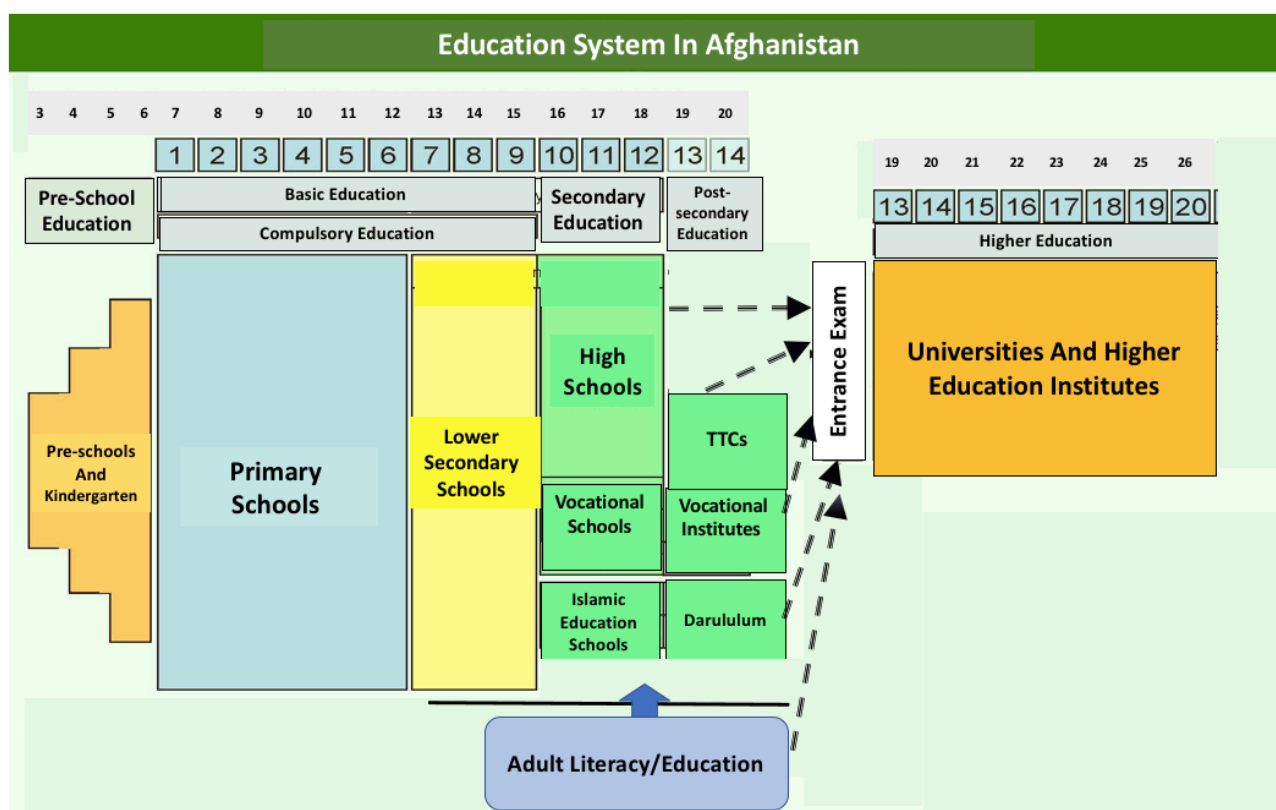 Education System In Afghanistan
3 4 5 6 7 8 9 10 11 12 13 14 15 16 17 18 19 20
1 2 3 4 5 6 7 8 9 10 11 12 13 14
19 20 21 22 23 24 25 26
13 14 15 16 17 18 19 20
Pre-School
Education
Basic Education
Compulsory Education
Secondary
Education
Post-
secondary
Education
Higher Education
Pre-schools
And
Kindergarten
Primary
Schools
Lower
Secondary
Schools
High
Schools
Vocational
Schools
Islamic
Education
Schools
TTCs
Vocational
Institutes
Darululum
Entrance Exam
Universities And Higher
Education Institutes
Adult Literacy/Education